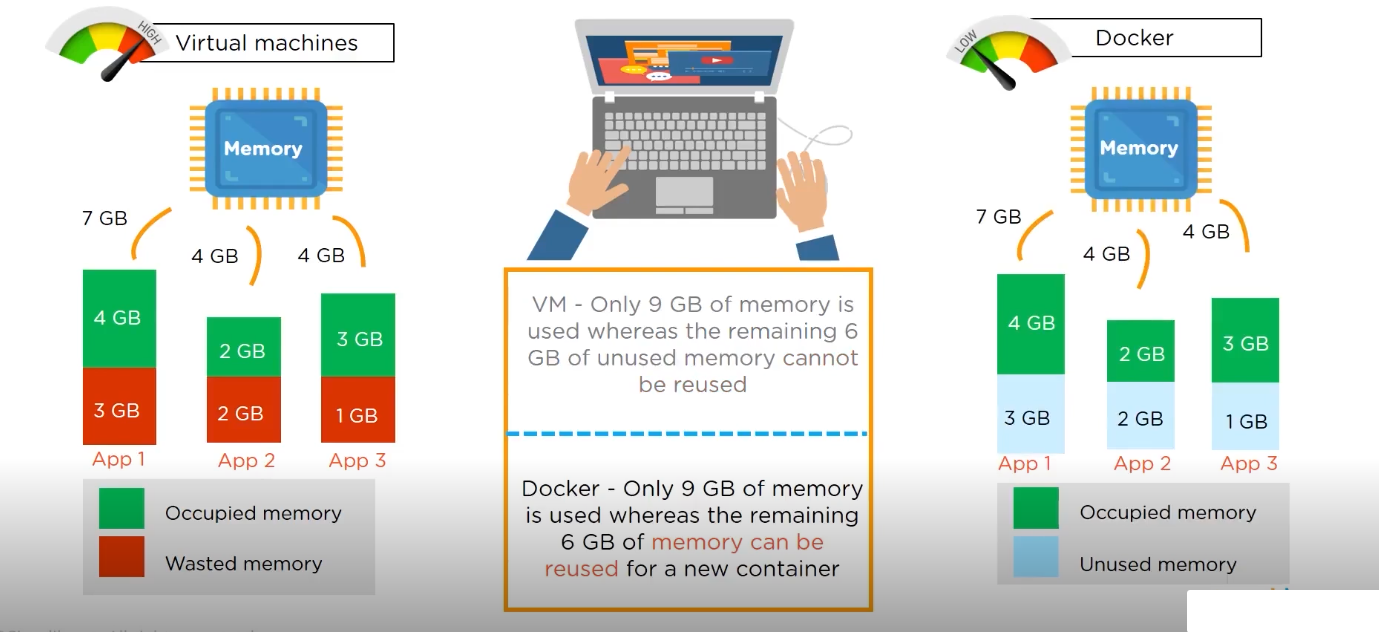 HIGH
Virtual machines
Memory
7 GB
4 GB
4 GB
4 GB
3 GB
App 1
2 GB
2 GB
App 2
3 GB
1 GB
App 3
Occupied memory
Wasted memory
VM - Only 9 GB of memory is
used whereas the remaining 6
GB of unused memory cannot
be reused
Docker - Only 9 GB of memory
is used whereas the remaining
6 GB of memory can be
reused for a new container
LOW
Docker
Memory
7 GB
4 GB
4 GB
4 GB
3 GB
App 1
2 GB
2 GB
App 2
3 GB
1 GB
App 3
Occupied memory
Unused memory